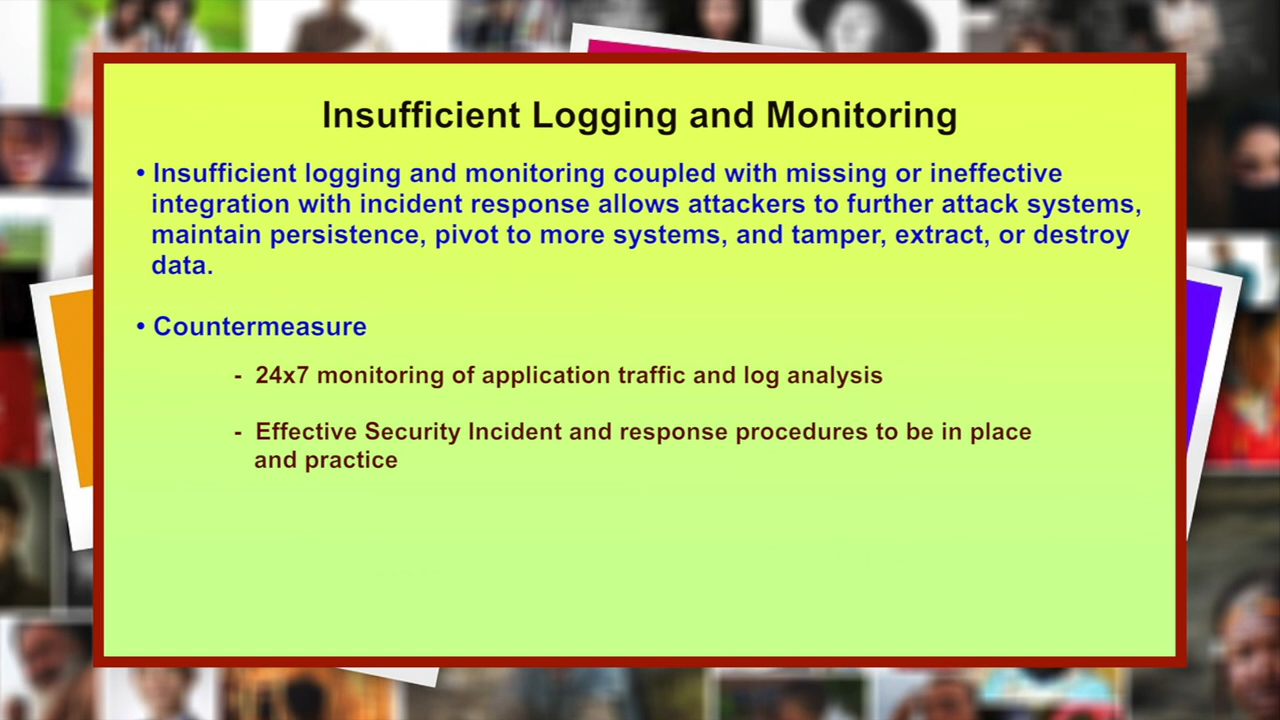 Insufficient Logging and Monitoring
• Insufficient logging and monitoring coupled with missing or ineffective
integration with incident response allows attackers to further attack systems,
maintain persistence, pivot to more systems, and tamper, extract, or destroy
data.
• Countermeasure
- 24x7 monitoring of application traffic and log analysis
- Effective Security Incident and response procedures to be in place
and practice